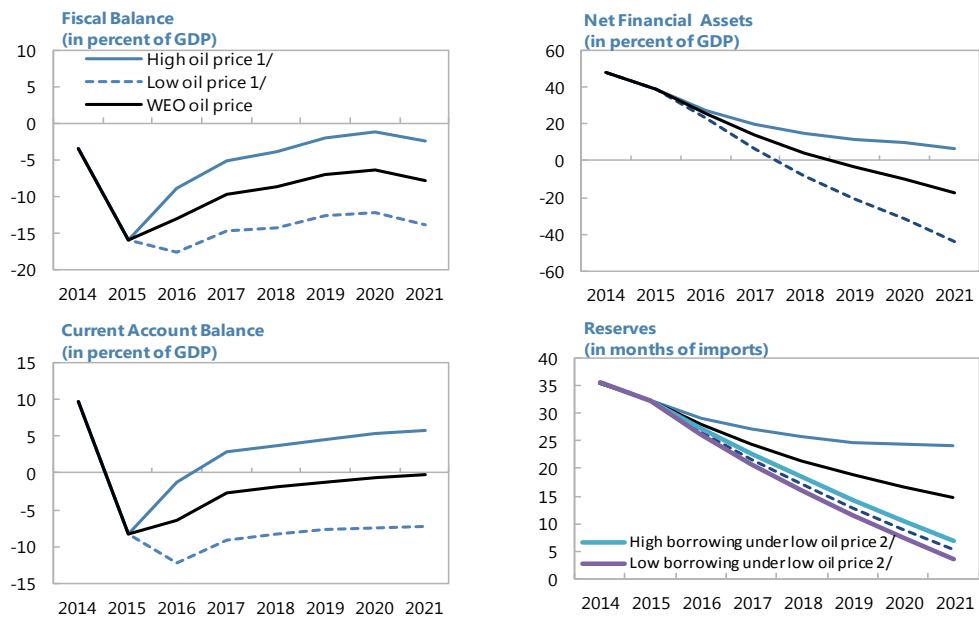 Fiscal Balance
(in percent of GDP)
10
5
0
-5
-10
-15
-20
High oil price 1/
Low oil price 1/
WEO oil price
2014 2015 2016 2017 2018 2019 2020 2021
Net Financial Assets
(in percent of GDP)
60
40
20
0
-20
-40
-60
2014 2015 2016 2017 2018 2019 2020 2021
Current Account Balance
(in percent of GDP)
15
10
5
0
-5
-10
-15
2014 2015 2016 2017 2018 2019 2020 2021
Reserves
(in months of imports)
40
35
30
25
20
15
10
5
0
High borrowing under low oil price 2/
Low borrowing under low oil price 2/
2014 2015 2016 2017 2018 2019 2020 2021